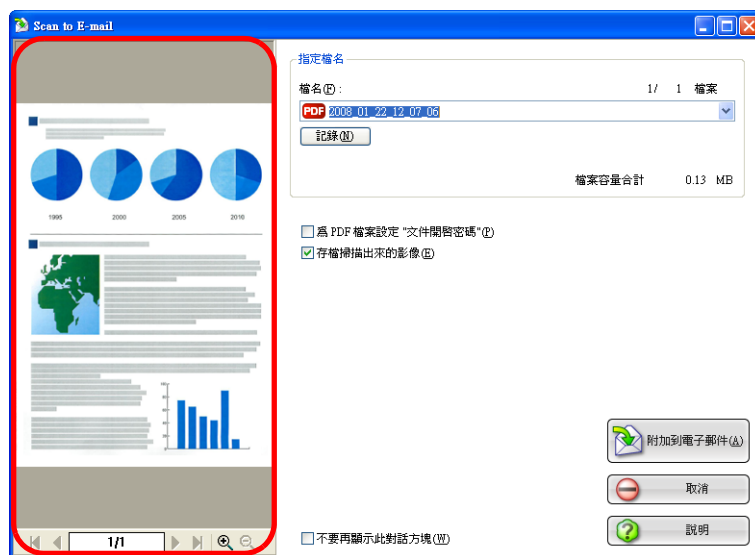 Scan to E-mail
1995 2000 2005 2010
1/1
指定檔名
檔名(F): 1/ 1 檔案
PDF 2008_01_22_12_07_06
記錄(N)
檔案容量合計 0.13 MB
為 PDF 檔案設定 "文件開啓密碼"(P)
存檔掃描出來的影像(E)
附加到電子郵件(A)
取消
說明
不要再顯示此對話方塊(W)